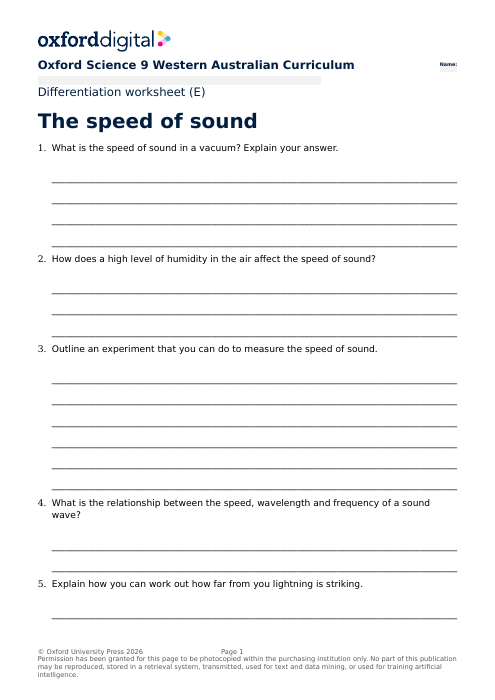 oxforddigital
Oxford Science 9 Western Australian Curriculum
Name:
Differentiation worksheet (E)
The speed of sound
1. What is the speed of sound in a vacuum? Explain your answer.
2. How does a high level of humidity in the air affect the speed of sound?
3. Outline an experiment that you can do to measure the speed of sound.
4. What is the relationship between the speed, wavelength and frequency of a sound
wave?
5. Explain how you can work out how far from you lightning is striking.
© Oxford University Press 2026 Page 1
Permission has been granted for this page to be photocopied within the purchasing institution only. No part of this publication
may be reproduced, stored in a retrieval system, transmitted, used for text and data mining, or used for training artificial
intelligence.